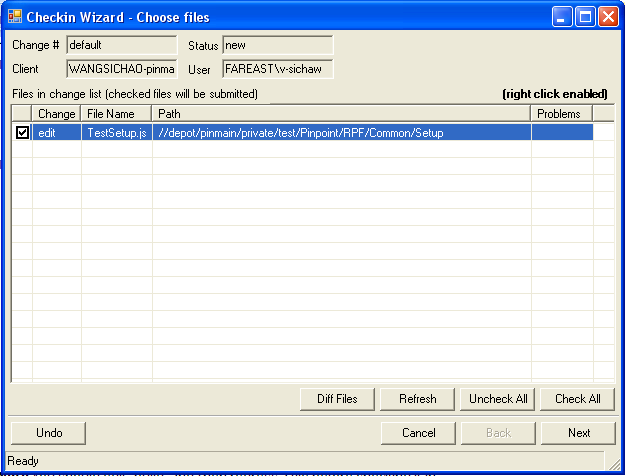 Checkin Wizard - Choose files
Change # default Status new
Client WANGSICHAO-pinma User FAREAST\v-sichaw
Files in change list (checked files will be submitted) (right click enabled)
Change File Name Path Problems
edit TestSetup.js //depot/pinmain/private/test/Pinpoint/RPF/Common/Setup
Diff Files Refresh Uncheck All Check All
Undo Cancel Back Next
Ready